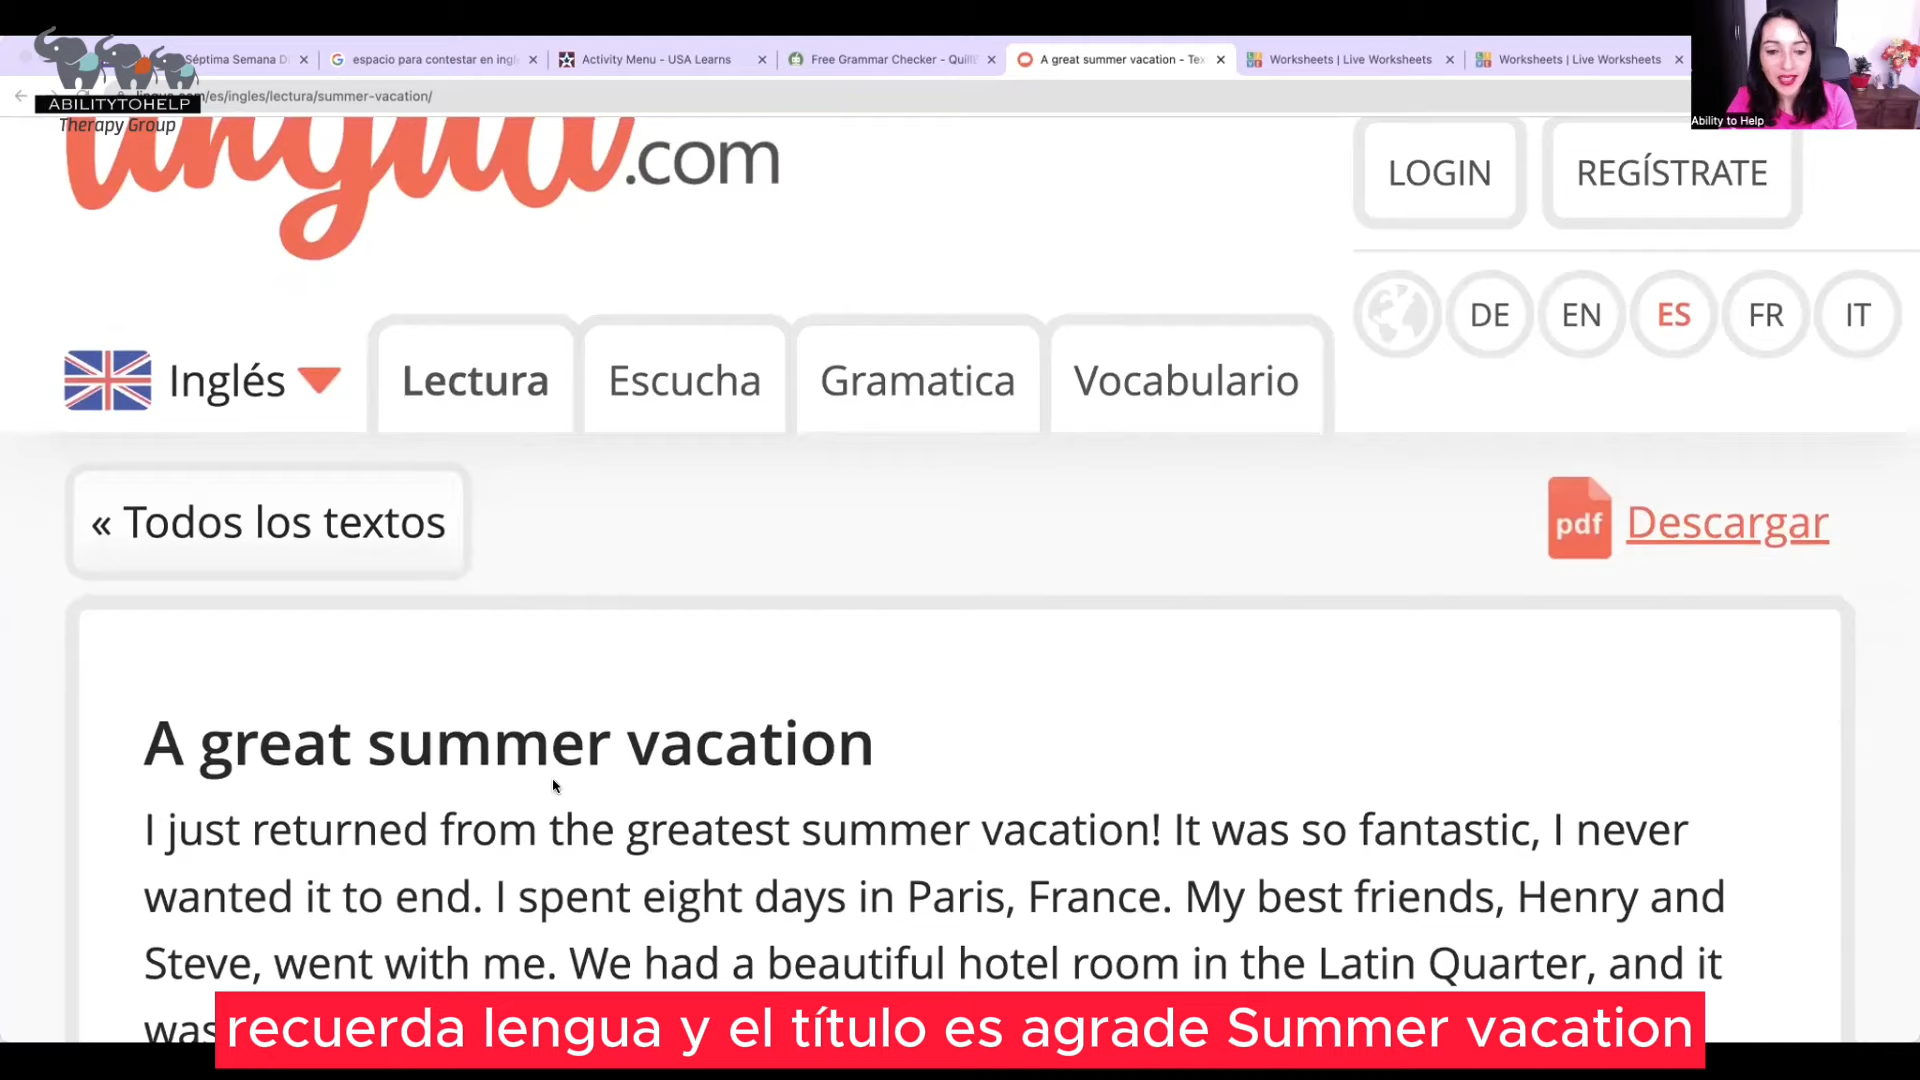 Séptima Semana D
espacio para contestar en ingl
Activity Menu - USA Learns
Free Grammar Checker - Quill
A great summer vacation - Tex
Worksheets | Live Worksheets
Worksheets | Live Worksheets
ABILITYTOHELP
Therapy Group
/es/ingles/lectura/summer-vacation/
Ability to Help
lingua.com
LOGIN
REGÍSTRATE
DE
EN
ES
FR
IT
Inglés
Lectura
Escucha
Gramatica
Vocabulario
« Todos los textos
pdf
Descargar
A great summer vacation
I just returned from the greatest summer vacation! It was so fantastic, I never
wanted it to end. I spent eight days in Paris, France. My best friends, Henry and
Steve, went with me. We had a beautiful hotel room in the Latin Quarter, and it
was
recuerda lengua y el título es agrade Summer vacation